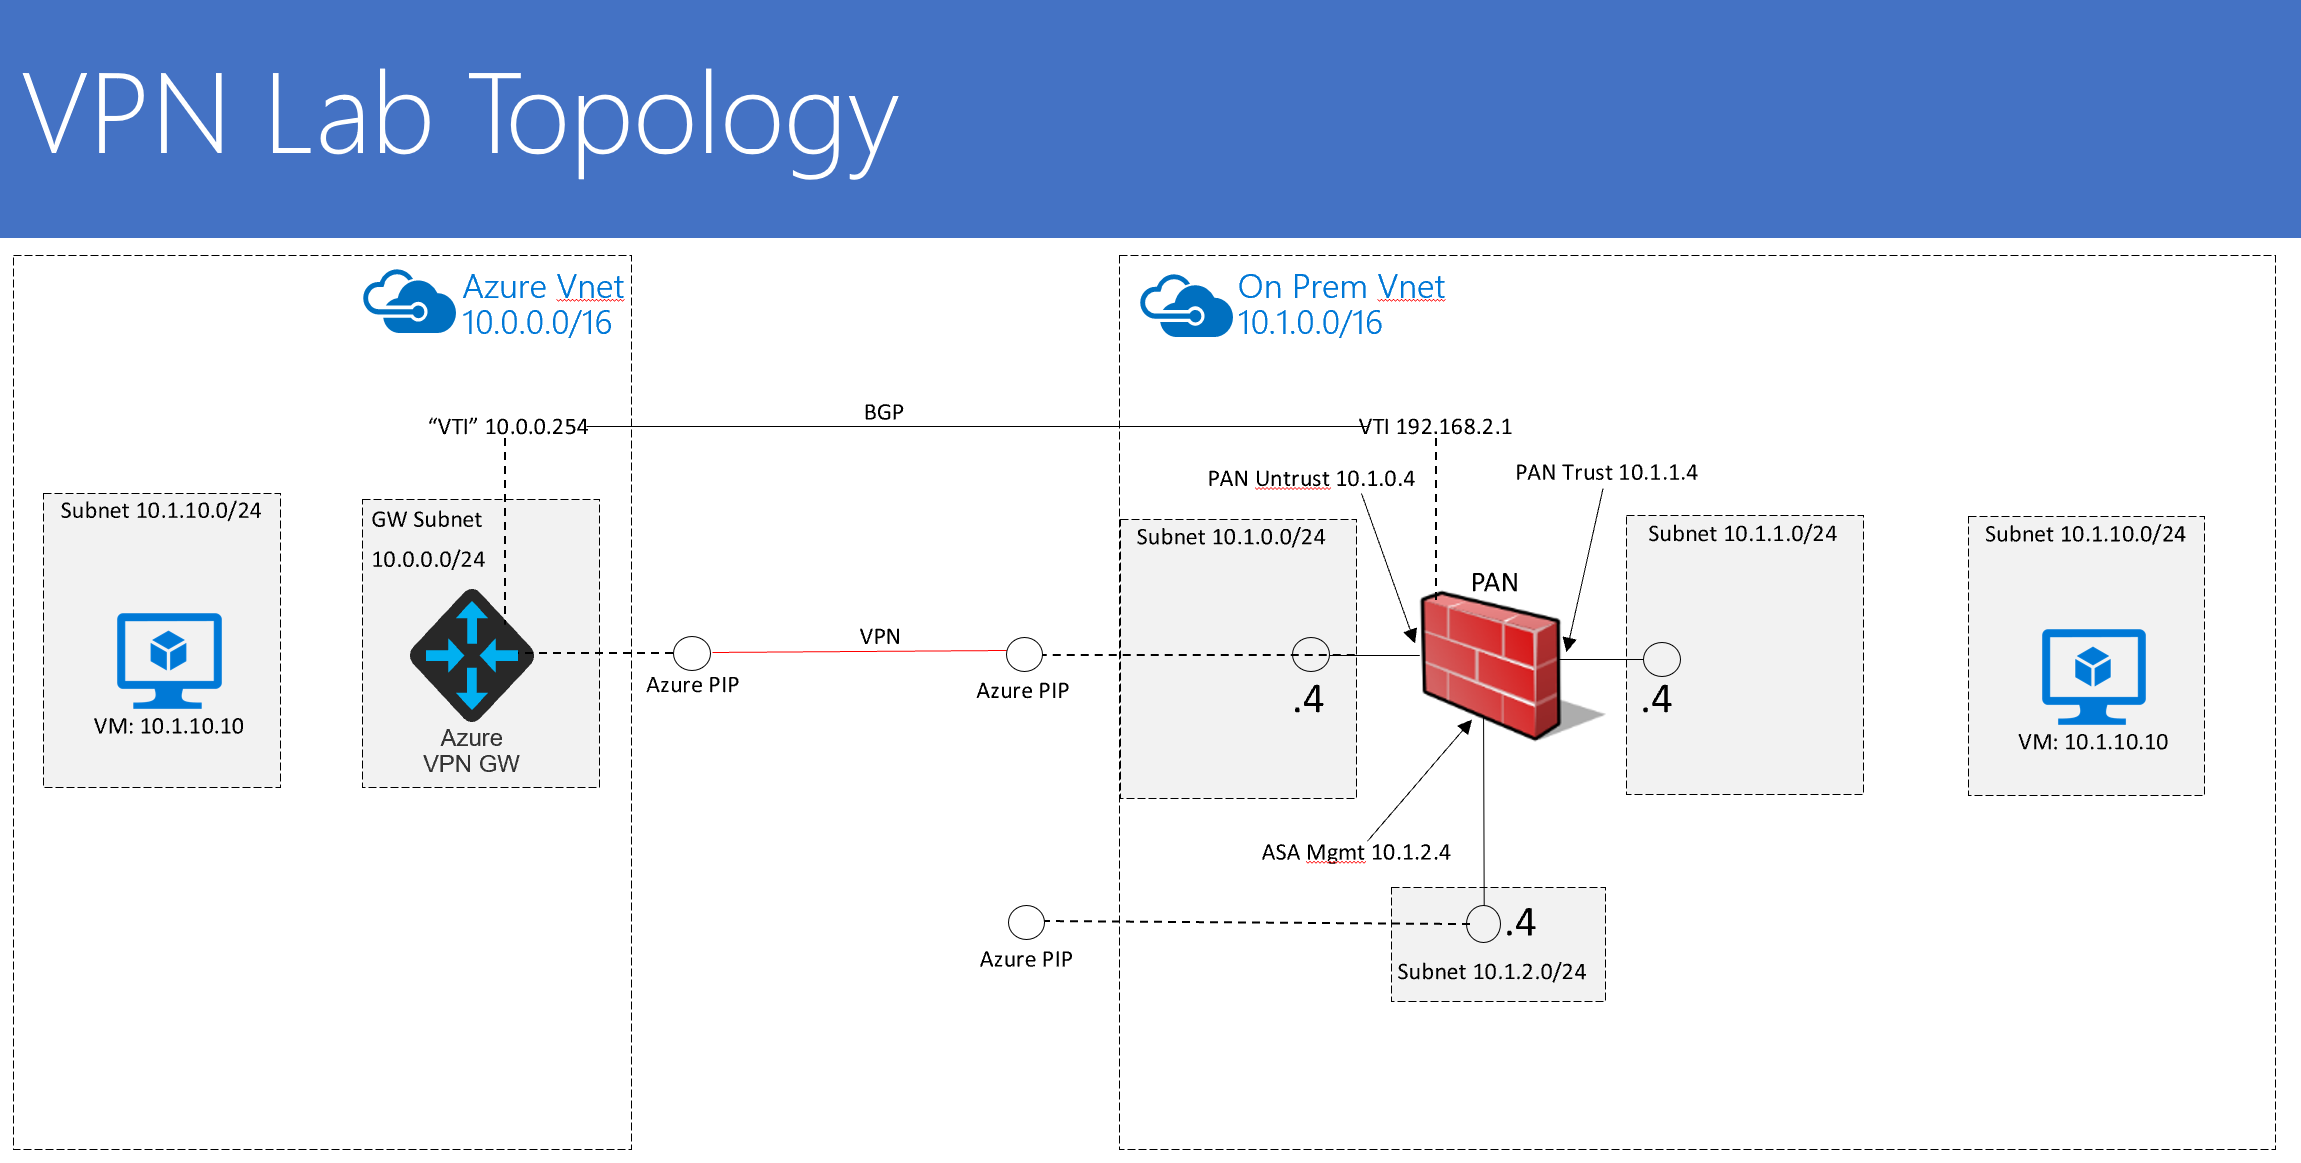 VPN Lab Topology
Azure Vnet
10.0.0.0/16
On Prem Vnet
10.1.0.0/16
BGP
“VTI” 10.0.0.254
VTI 192.168.2.1
PAN Untrust 10.1.0.4
PAN Trust 10.1.1.4
Subnet 10.1.10.0/24
VM: 10.1.10.10
GW Subnet
10.0.0.0/24
Azure
VPN GW
Azure PIP
VPN
Azure PIP
Subnet 10.1.0.0/24
.4
PAN
Subnet 10.1.1.0/24
.4
Subnet 10.1.10.0/24
VM: 10.1.10.10
ASA Mgmt 10.1.2.4
Azure PIP
.4
Subnet 10.1.2.0/24